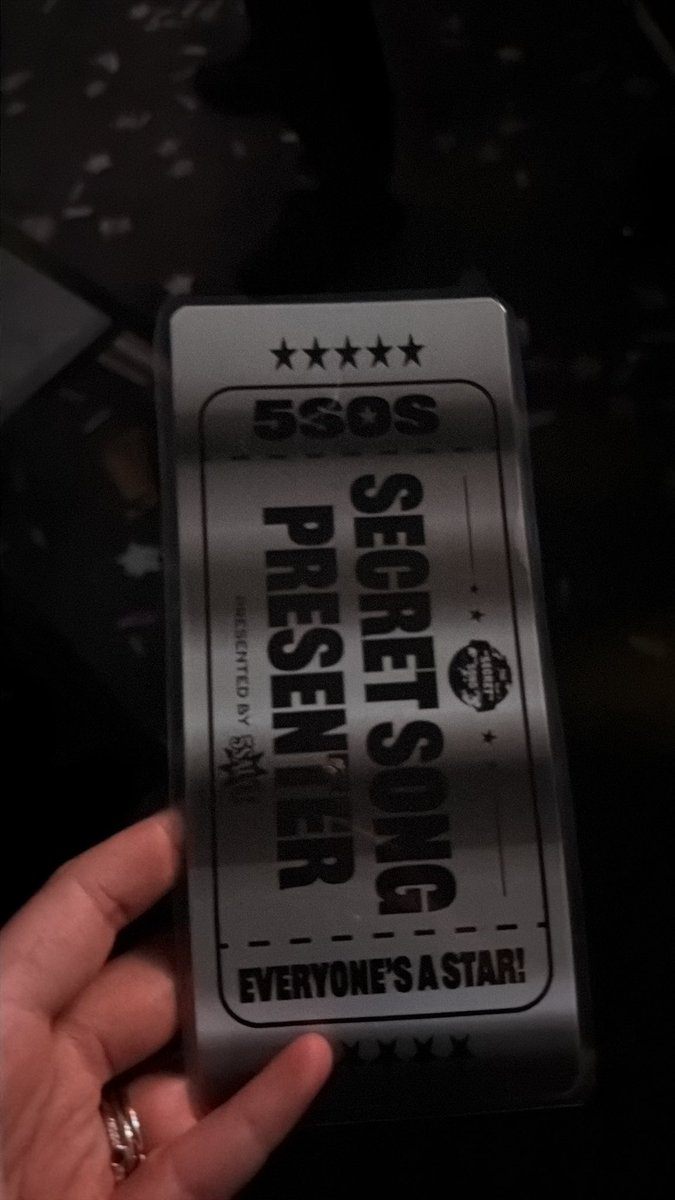 ★★★★★
5SOS
SECRET SONG
PRESENTER
PRESENTED BY
EVERYONE'S A STAR!